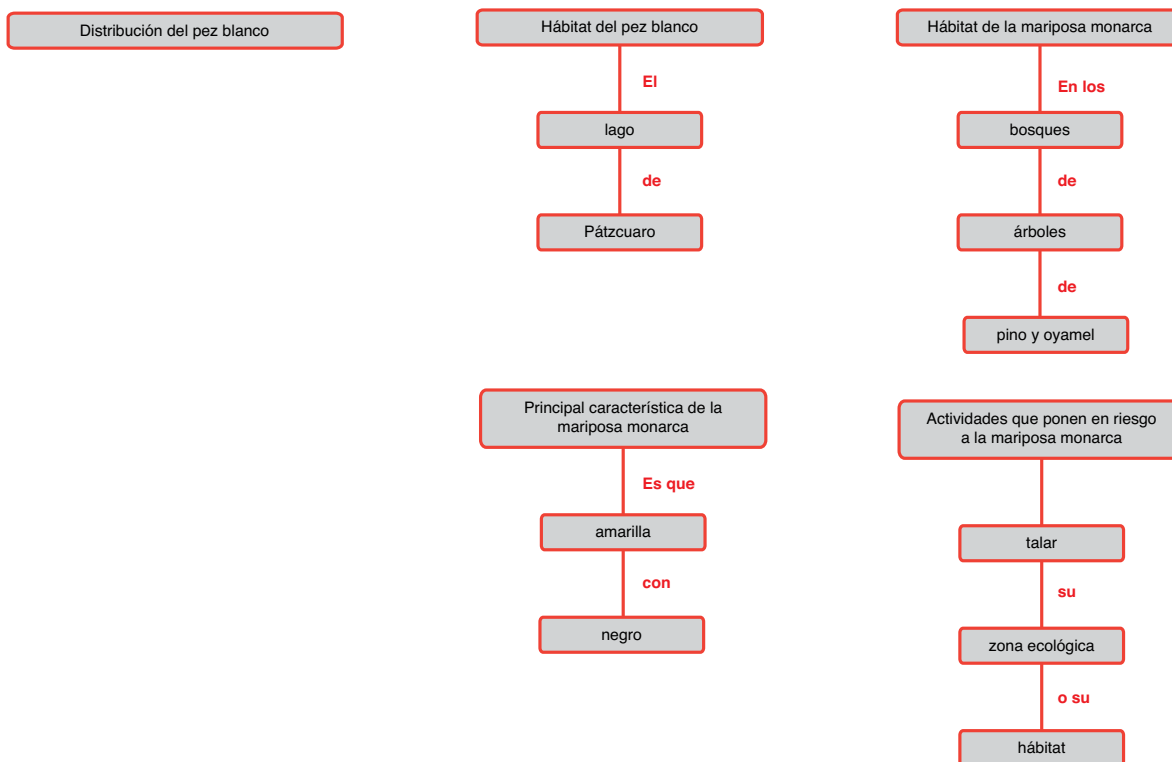 Distribución del pez blanco
Hábitat del pez blanco
El
lago
de
Pátzcuaro
Hábitat de la mariposa monarca
En los
bosques
de
árboles
de
pino y oyamel
Principal característica de la
mariposa monarca
Es que
amarilla
con
negro
Actividades que ponen en riesgo
a la mariposa monarca
talar
su
zona ecológica
o su
hábitat